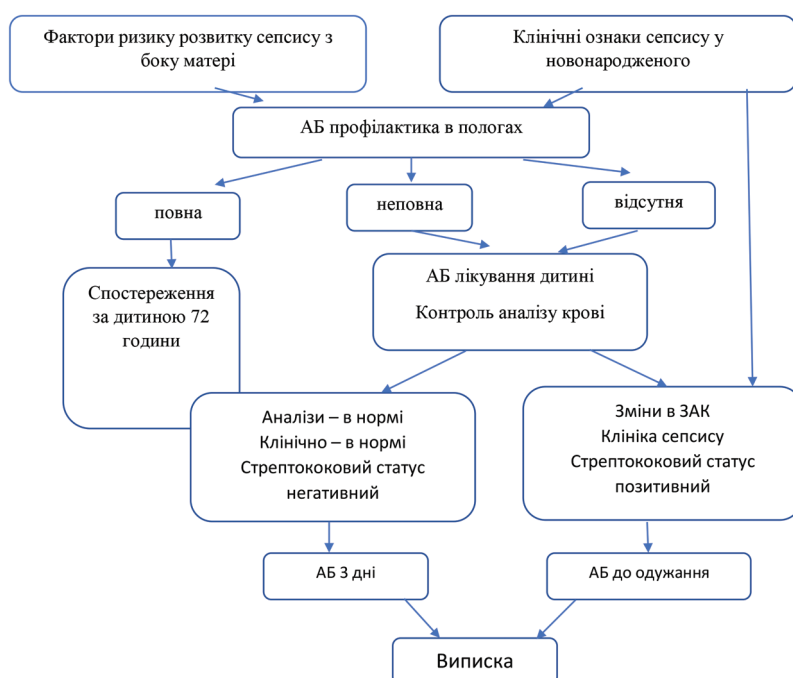 Фактори ризику розвитку сепсису з
боку матері
Клінічні ознаки сепсису у
новонародженого
АБ профілактика в пологах
повна
неповна
відсутня
Спостереження
за дитиною 72
години
АБ лікування дитині
Контроль аналізу крові
Аналізи – в нормі
Клінічно – в нормі
Стрептококовий статус
негативний
Зміни в ЗАК
Клініка сепсису
Стрептококовий статус
позитивний
АБ 3 дні
АБ до одужання
Виписка